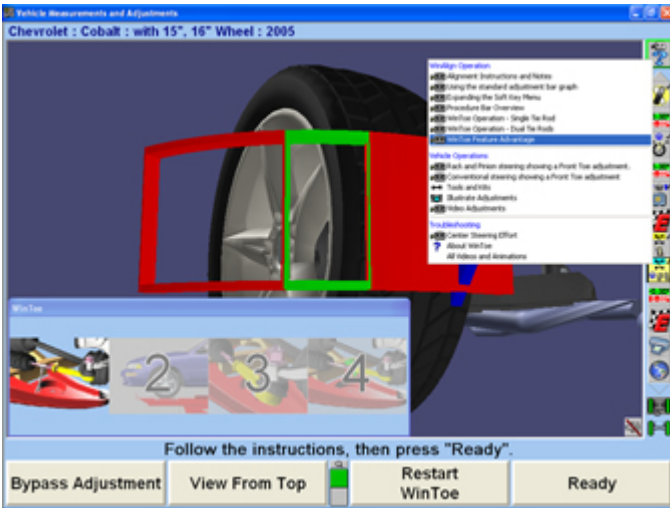 Vehicle Measurements and Adjustments
Chevrolet : Cobalt : with 15", 16" Wheel : 2005
WinAlign Operation
Alignment Instructions and Notes
Using the standard adjustment bar graph
Expanding the Soft Key Menu
Procedure Bar Overview
WinToe Operation - Single Tie Rod
WinToe Operation - Dual Tie Rods
WinToe Feature Advantage
Vehicle Operations
Rack and Pinion steering showing a Front Toe adjustment.
Conventional steering showing a Front Toe adjustment
Tools and Kits
Illustrate Adjustments
Video Adjustments
Troubleshooting
Center Steering Effort
? About WinToe
All Videos and Animations
WinToe
2 3 4
Follow the instructions, then press "Ready".
Bypass Adjustment
View From Top
Restart
WinToe
Ready